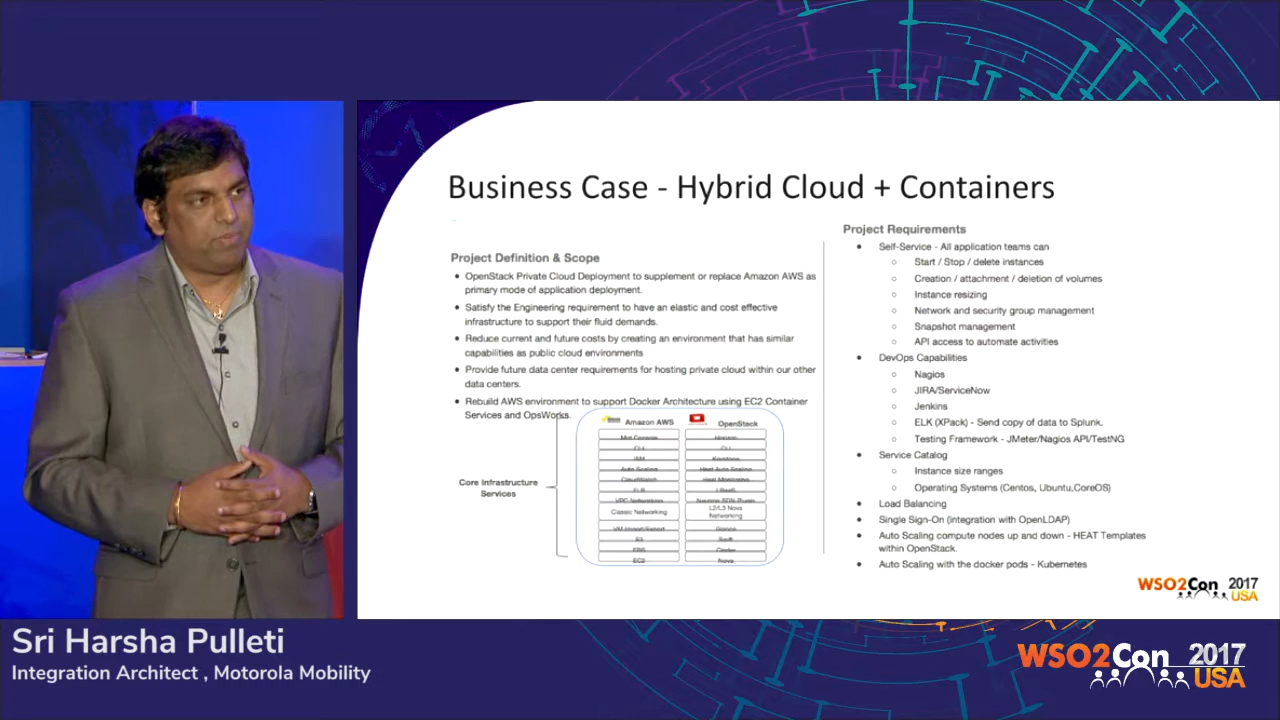 Business Case - Hybrid Cloud + Containers
Project Definition & Scope
• OpenStack Private Cloud Deployment to supplement or replace Amazon AWS as
primary mode of application deployment.
• Satisfy the Engineering requirement to have an elastic and cost effective
infrastructure to support their fluid demands.
• Reduce current and future costs by creating an environment that has similar
capabilities as public cloud environments
• Provide future data center requirements for hosting private cloud within our other
data centers.
• Rebuild AWS environment to support Docker Architecture using EC2 Container
Services and OpsWorks.
Core Infrastructure
Services
Amazon AWS
OpenStack
Classic Networking
L2/L3 Nova
Networking
EC2
Nova
Project Requirements
• Self-Service - All application teams can
○ Start / Stop / delete instances
○ Creation / attachment / deletion of volumes
○ Instance resizing
○ Network and security group management
○ Snapshot management
○ API access to automate activities
• DevOps Capabilities
○ Nagios
○ JIRA/ServiceNow
○ Jenkins
○ ELK (XPack) - Send copy of data to Splunk.
○ Testing Framework - JMeter/Nagios API/TestNG
• Service Catalog
○ Instance size ranges
○ Operating Systems (Centos, Ubuntu,CoreOS)
• Load Balancing
• Single Sign-On (integration with OpenLDAP)
• Auto Scaling compute nodes up and down - HEAT Templates
within OpenStack.
• Auto Scaling with the docker pods - Kubernetes
WSO2Con 2017
USA
Sri Harsha Pulleti
Integration Architect , Motorola Mobility
WSO2Con 2017
USA